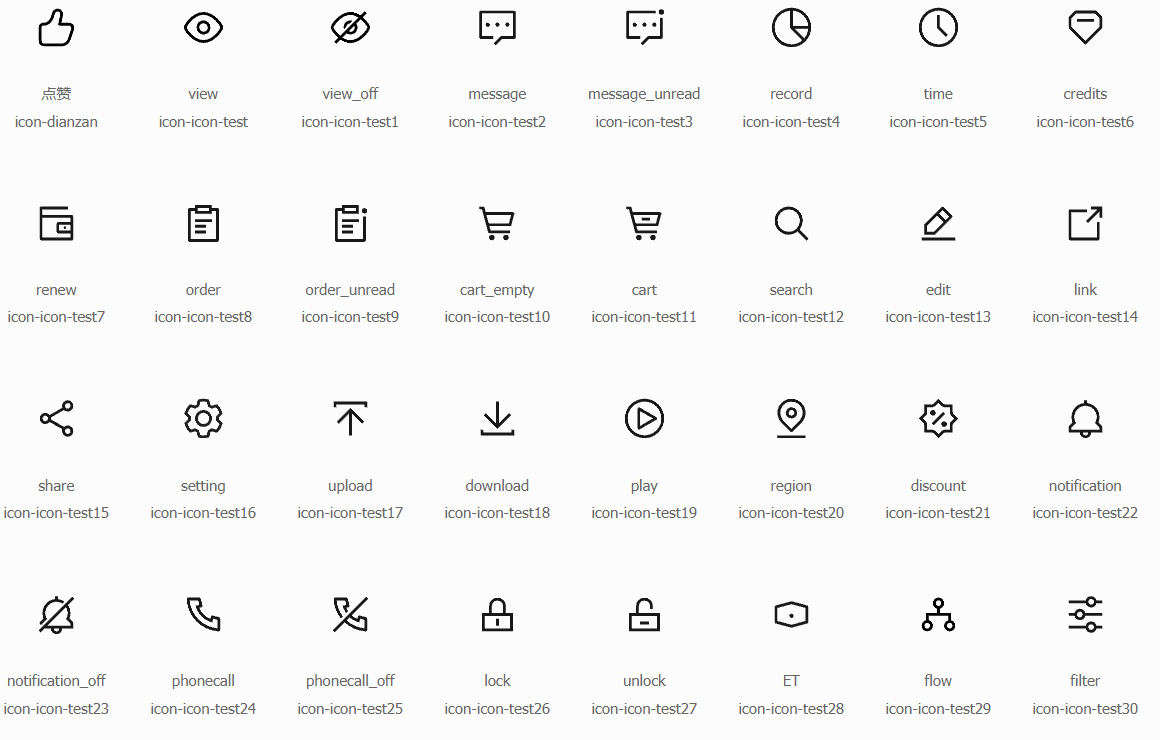 点赞 view view_off message message_unread record time credits
icon-dianzan icon-icon-test icon-icon-test1 icon-icon-test2 icon-icon-test3 icon-icon-test4 icon-icon-test5 icon-icon-test6
renew order order_unread cart_empty cart search edit link
icon-icon-test7 icon-icon-test8 icon-icon-test9 icon-icon-test10 icon-icon-test11 icon-icon-test12 icon-icon-test13 icon-icon-test14
share setting upload download play region discount notification
icon-icon-test15 icon-icon-test16 icon-icon-test17 icon-icon-test18 icon-icon-test19 icon-icon-test20 icon-icon-test21 icon-icon-test22
notification_off phonecall phonecall_off lock unlock ET flow filter
icon-icon-test23 icon-icon-test24 icon-icon-test25 icon-icon-test26 icon-icon-test27 icon-icon-test28 icon-icon-test29 icon-icon-test30